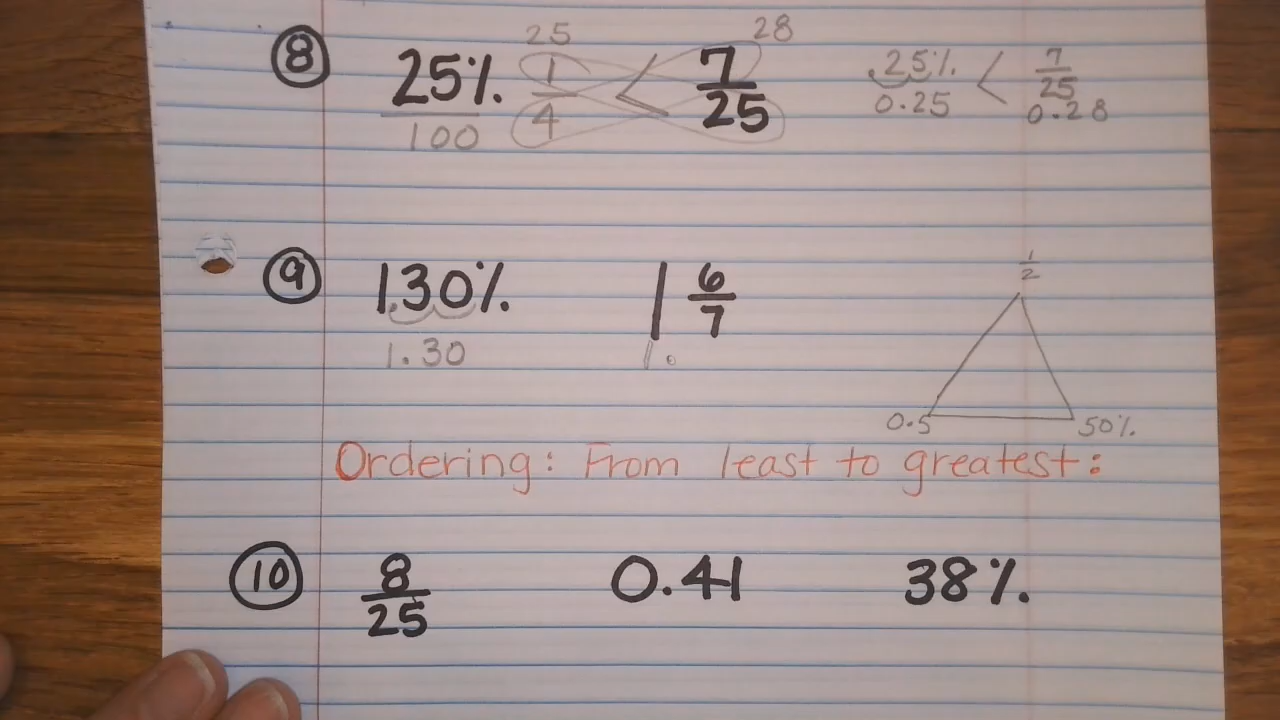 25 28
8 25% 1/4 < 7/25 25% < 7/25
100 0.25 0.28
9 130% 1 6/7 1/2
1.30 1.
0.5 50%
Ordering: From least to greatest:
10 8/25 0.41 38%